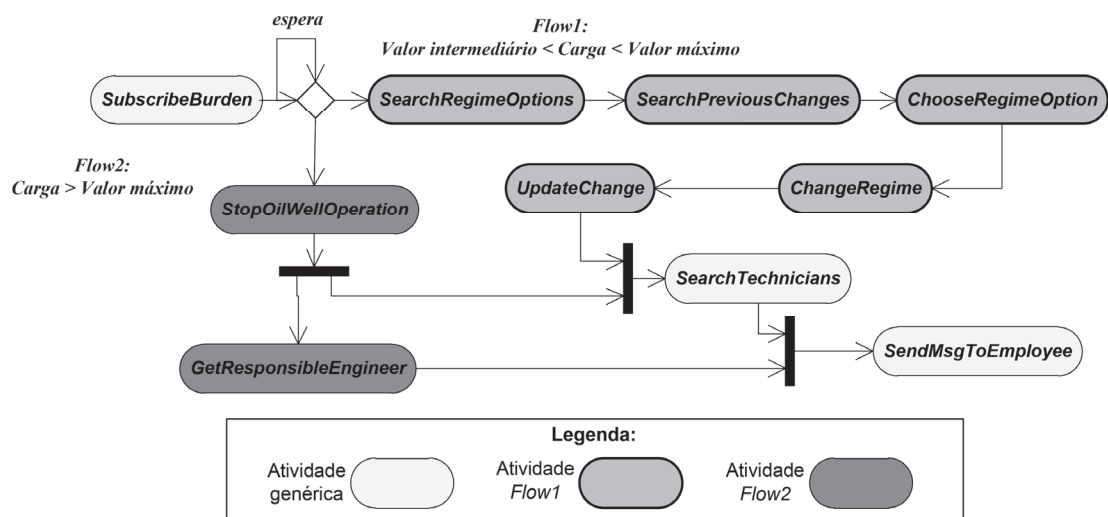 espera
Flow1:
Valor intermediário < Carga < Valor máximo
SubscribeBurden
SearchRegimeOptions
SearchPreviousChanges
ChooseRegimeOption
Flow2:
Carga > Valor máximo
UpdateChange
ChangeRegime
StopOilWellOperation
SearchTechnicians
GetResponsibleEngineer
SendMsgToEmployee
Legenda:
Atividade
genérica
Atividade
Flow1
Atividade
Flow2